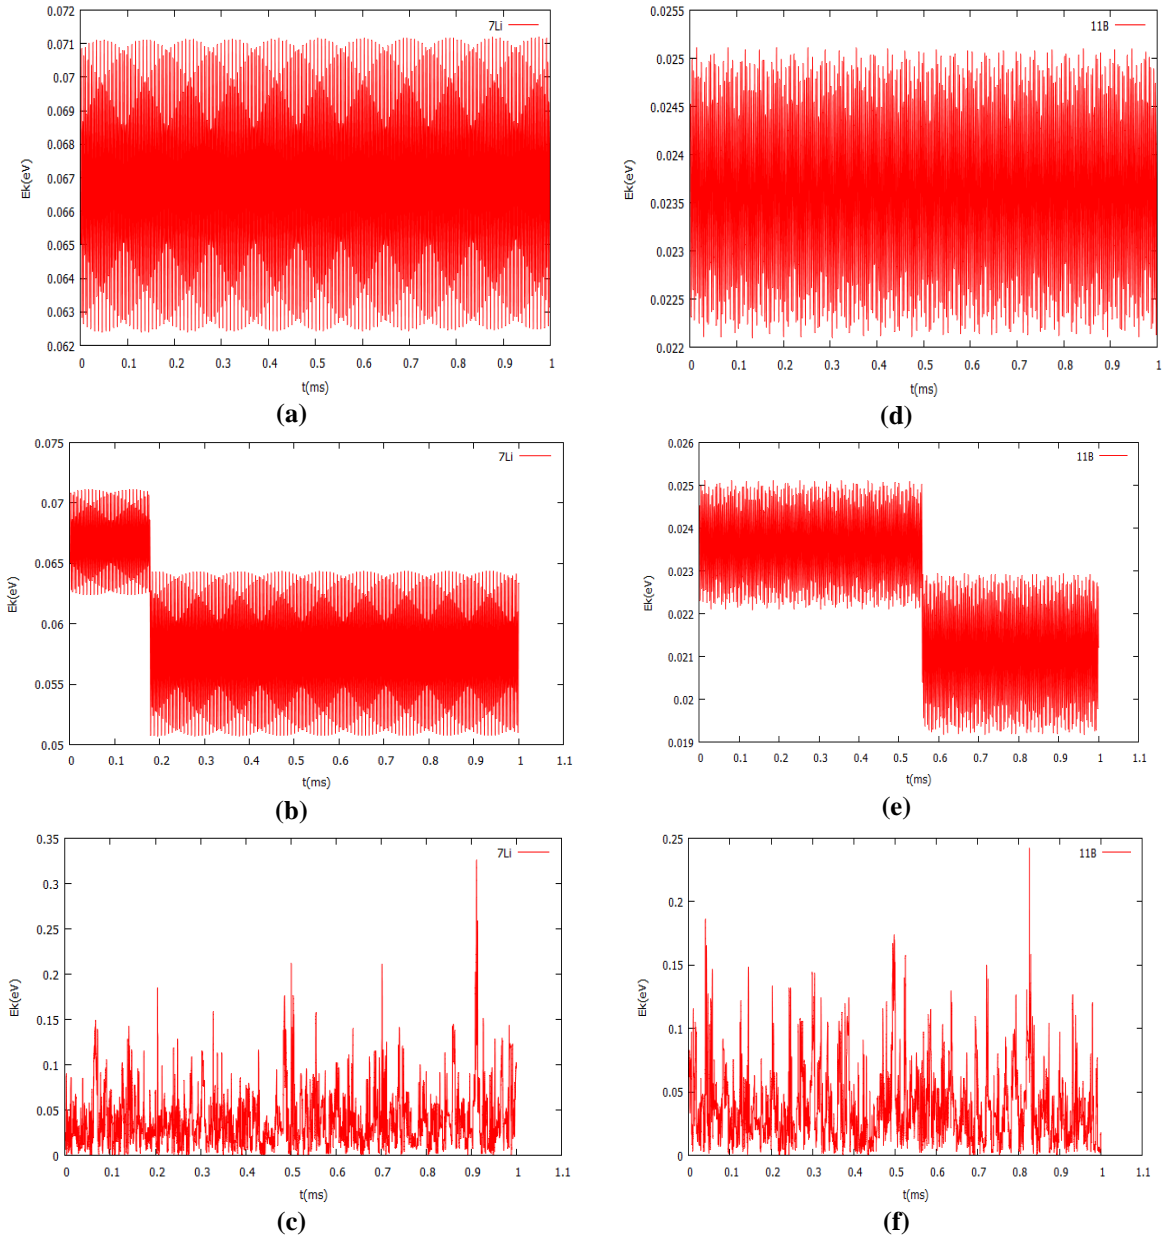 0.072
0.071
0.07
0.069
0.068
0.067
0.066
0.065
0.064
0.063
0.062
Ek(eV)
7Li
0 0.1 0.2 0.3 0.4 0.5 0.6 0.7 0.8 0.9 1
t(ms)
(a)
0.0255
0.025
0.0245
0.024
0.0235
0.023
0.0225
0.022
Ek(eV)
11B
0 0.1 0.2 0.3 0.4 0.5 0.6 0.7 0.8 0.9 1
t(ms)
(d)
0.075
0.07
0.065
0.06
0.055
0.05
Ek(eV)
7Li
0 0.1 0.2 0.3 0.4 0.5 0.6 0.7 0.8 0.9 1 1.1
t(ms)
(b)
0.026
0.025
0.024
0.023
0.022
0.021
0.02
0.019
Ek(eV)
11B
0 0.1 0.2 0.3 0.4 0.5 0.6 0.7 0.8 0.9 1 1.1
t(ms)
(e)
0.35
0.3
0.25
0.2
0.15
0.1
0.05
0
Ek(eV)
7Li
0 0.1 0.2 0.3 0.4 0.5 0.6 0.7 0.8 0.9 1 1.1
t(ms)
(c)
0.25
0.2
0.15
0.1
0.05
0
Ek(eV)
11B
0 0.1 0.2 0.3 0.4 0.5 0.6 0.7 0.8 0.9 1 1.1
t(ms)
(f)